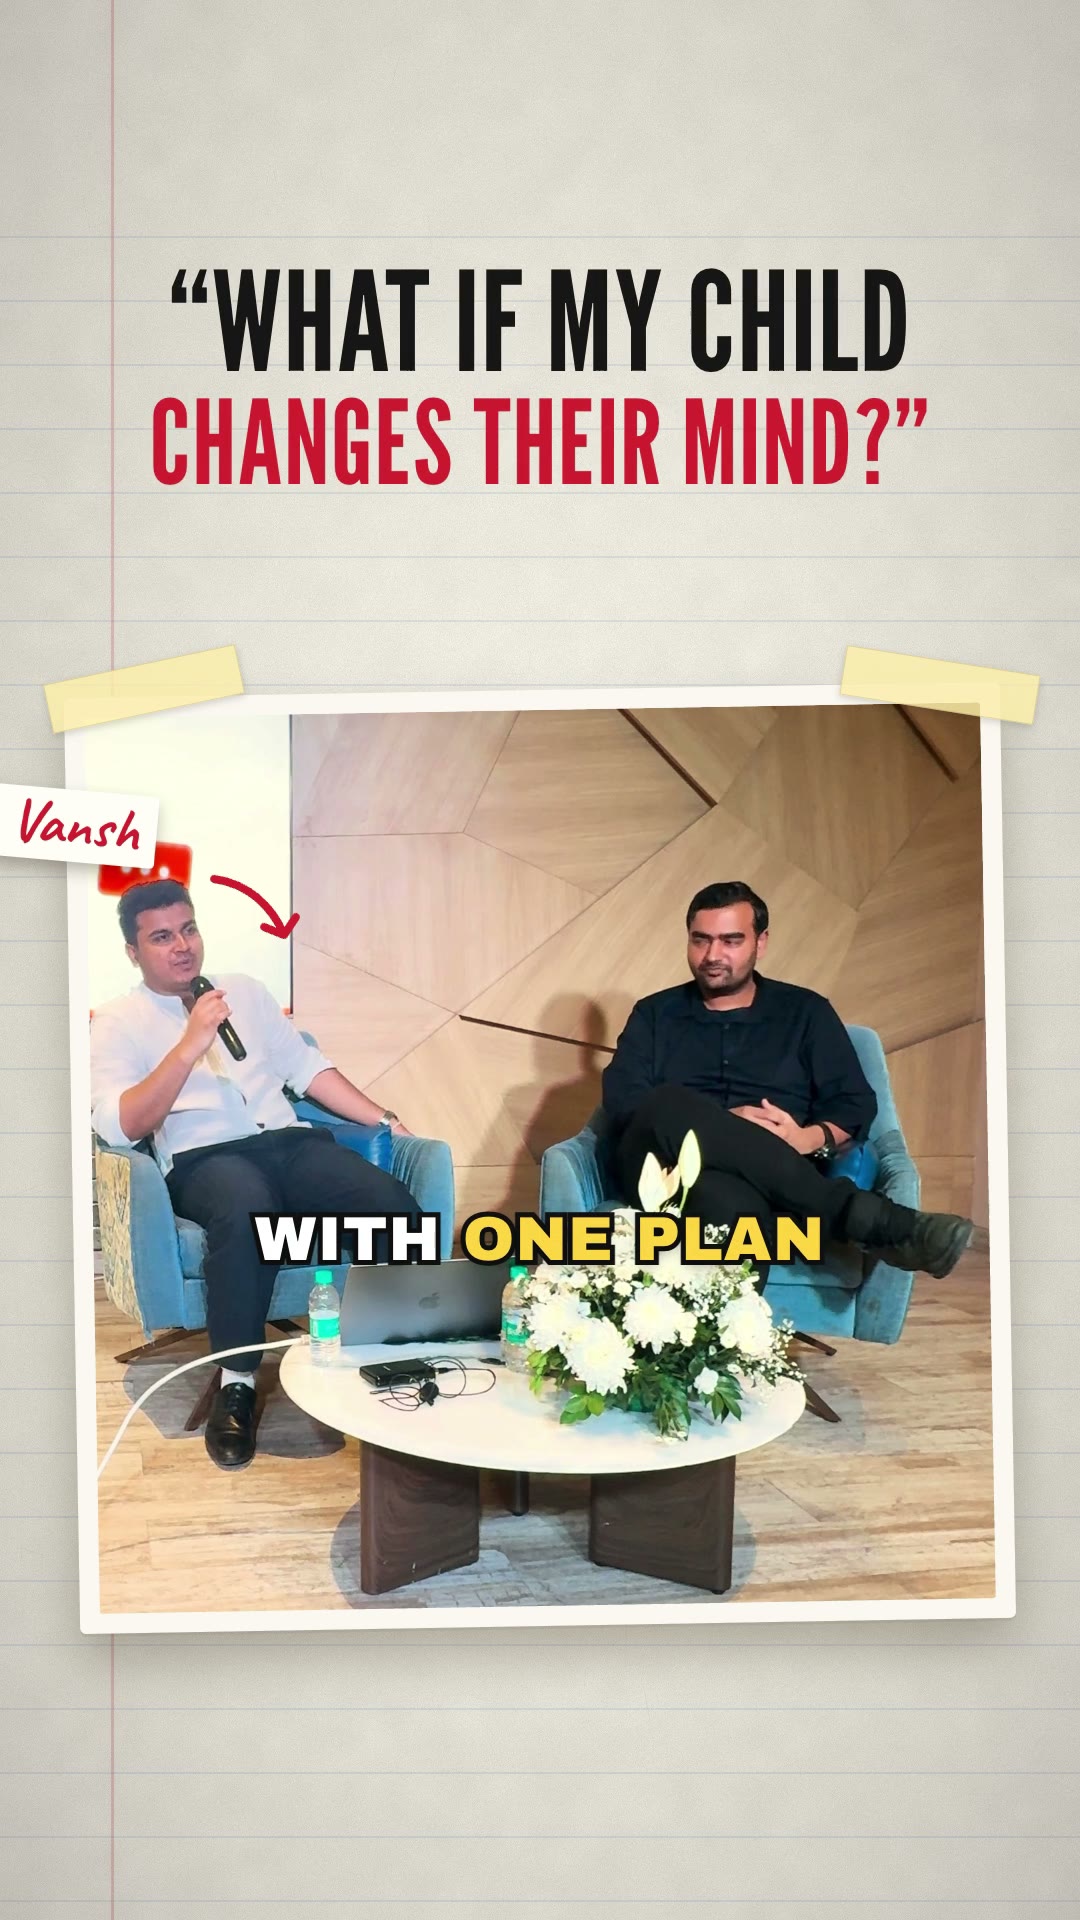 “WHAT IF MY CHILD
CHANGES THEIR MIND?”
Vansh
WITH ONE PLAN